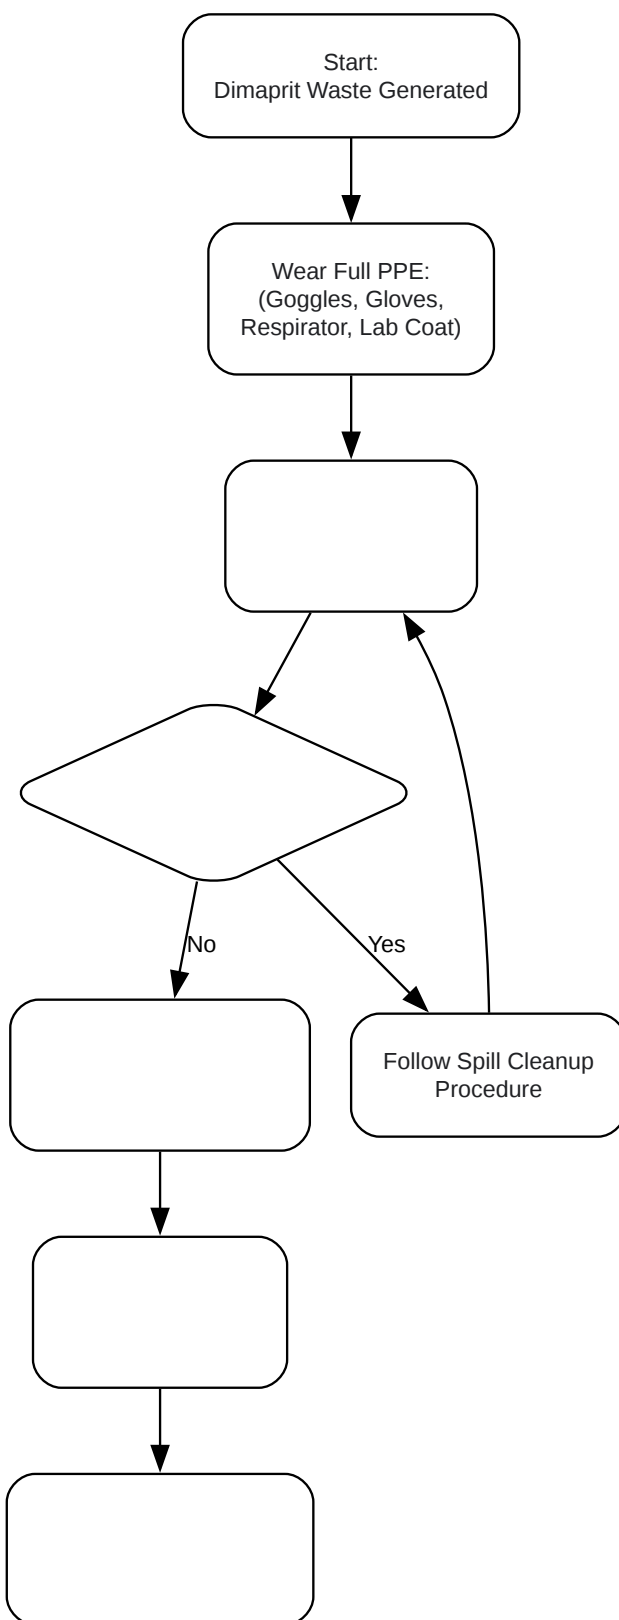 Start:
Dimaprit Waste Generated
Wear Full PPE:
(Goggles, Gloves,
Respirator, Lab Coat)
No
Yes
Follow Spill Cleanup
Procedure